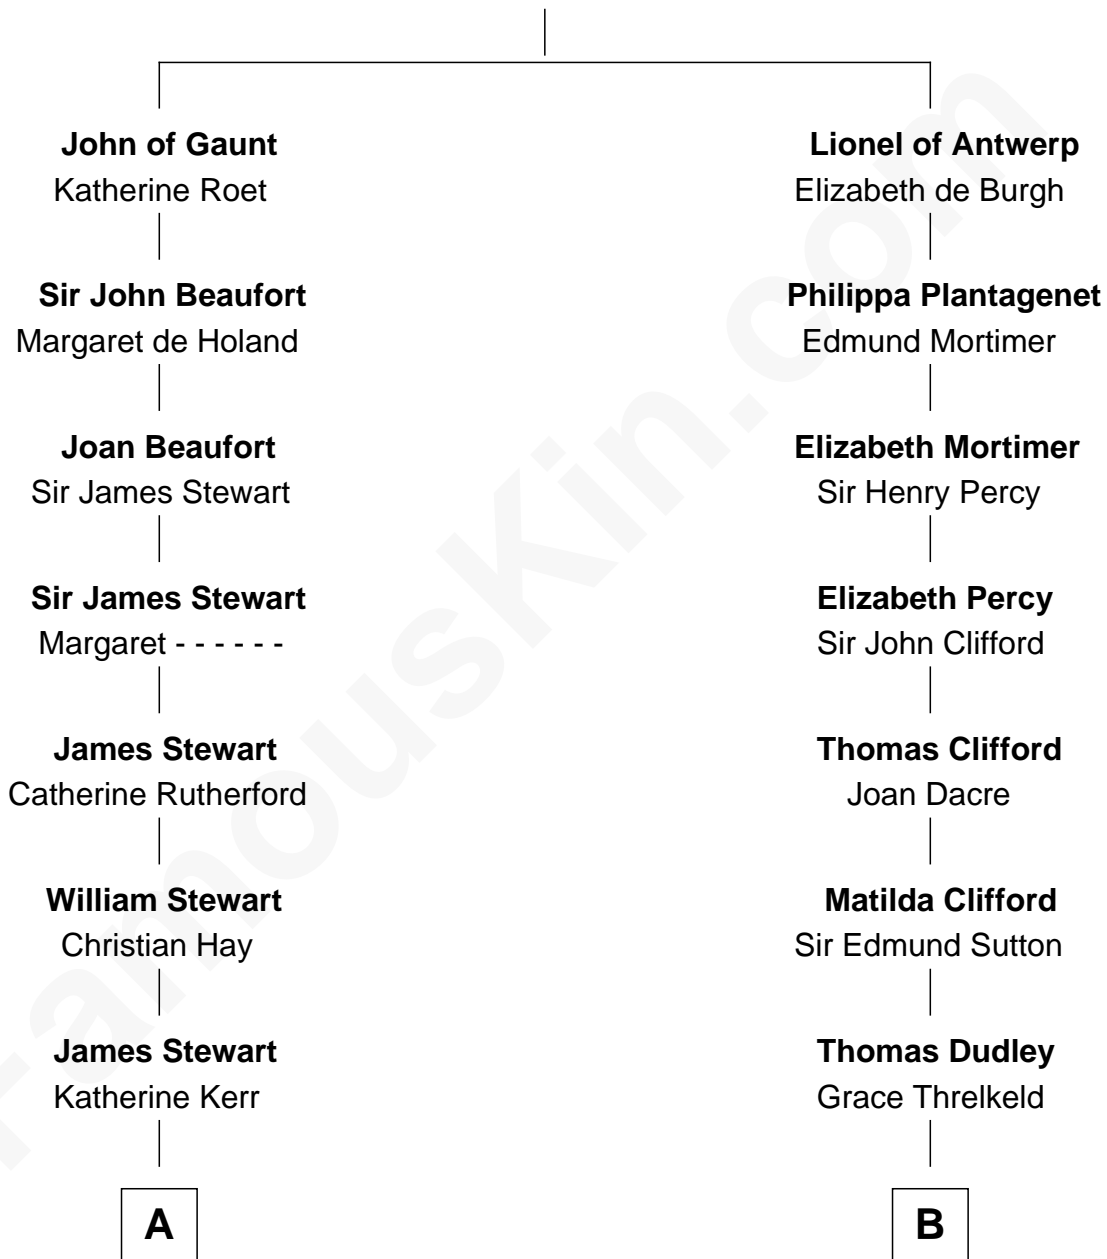 John of Gaunt
Katherine Roet
Sir John Beaufort
Margaret de Holand
Joan Beaufort
Sir James Stewart
Sir James Stewart
Margaret - - - - - -
James Stewart
Catherine Rutherford
William Stewart
Christian Hay
James Stewart
Katherine Kerr
A
Lionel of Antwerp
Elizabeth de Burgh
Philippa Plantagenet
Edmund Mortimer
Elizabeth Mortimer
Sir Henry Percy
Elizabeth Percy
Sir John Clifford
Thomas Clifford
Joan Dacre
Matilda Clifford
Sir Edmund Sutton
Thomas Dudley
Grace Threlkeld
B
FamousKin.com